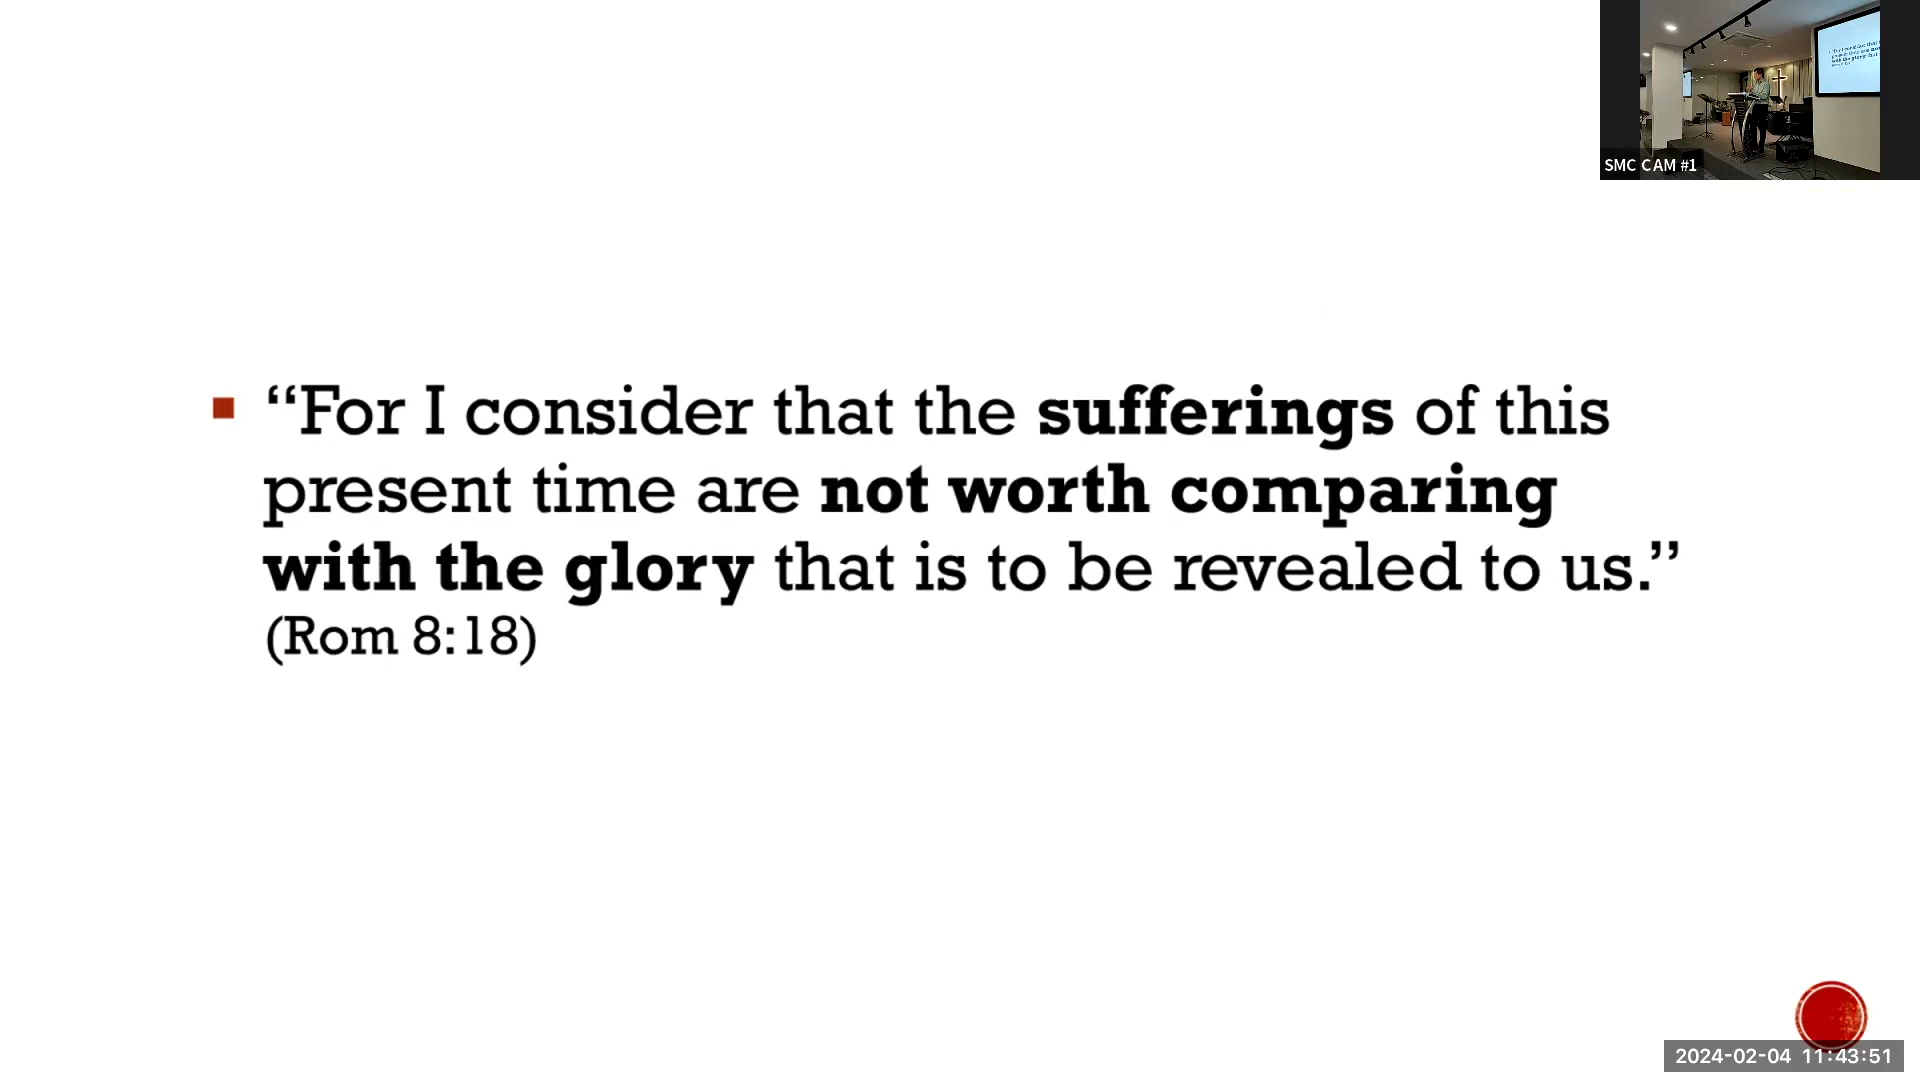 SMC CAM #1
“For I consider that the sufferings of this
present time are not worth comparing
with the glory that is to be revealed to us.”
(Rom 8:18)
2024-02-04 11:43:51